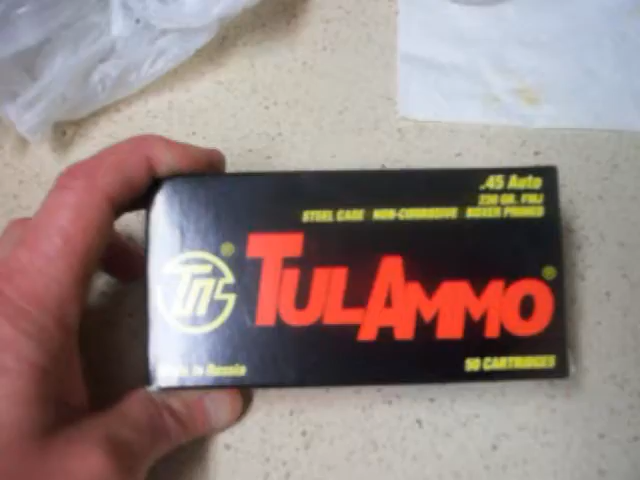 .45 Auto
230 GR. FMJ
STEEL CASE NON-CORROSIVE BOXER PRIMED
TULAMMO
Made in Russia
50 CARTRIDGES